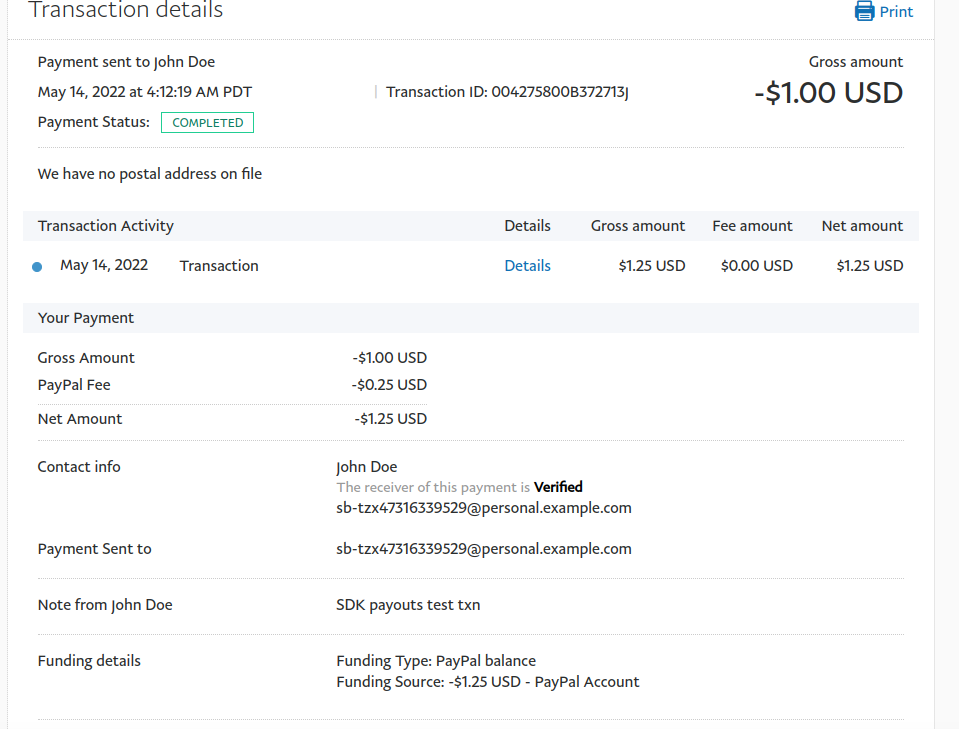 Transaction details
Print
Payment sent to John Doe
Gross amount
May 14, 2022 at 4:12:19 AM PDT
Transaction ID: 004275800B372713J
-$1.00 USD
Payment Status: COMPLETED
We have no postal address on file
Transaction Activity Details Gross amount Fee amount Net amount
May 14, 2022 Transaction Details $1.25 USD $0.00 USD $1.25 USD
Your Payment
Gross Amount -$1.00 USD
PayPal Fee -$0.25 USD
Net Amount -$1.25 USD
Contact info John Doe
The receiver of this payment is Verified
sb-tzx47316339529@personal.example.com
Payment Sent to sb-tzx47316339529@personal.example.com
Note from John Doe SDK payouts test txn
Funding details Funding Type: PayPal balance
Funding Source: -$1.25 USD - PayPal Account